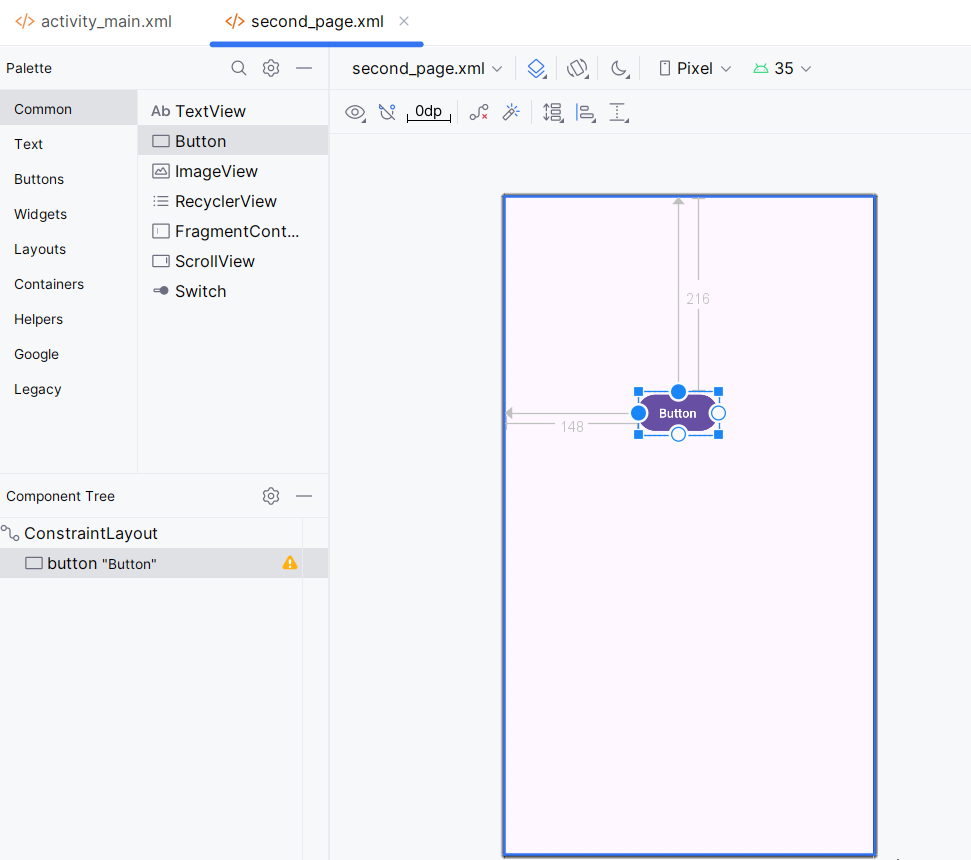 activity_main.xml
second_page.xml
Palette
second_page.xml
Pixel
35
0dp
Common
Text
Buttons
Widgets
Layouts
Containers
Helpers
Google
Legacy
Ab TextView
Button
ImageView
RecyclerView
FragmentCont...
ScrollView
Switch
216
Button
148
Component Tree
ConstraintLayout
button "Button"